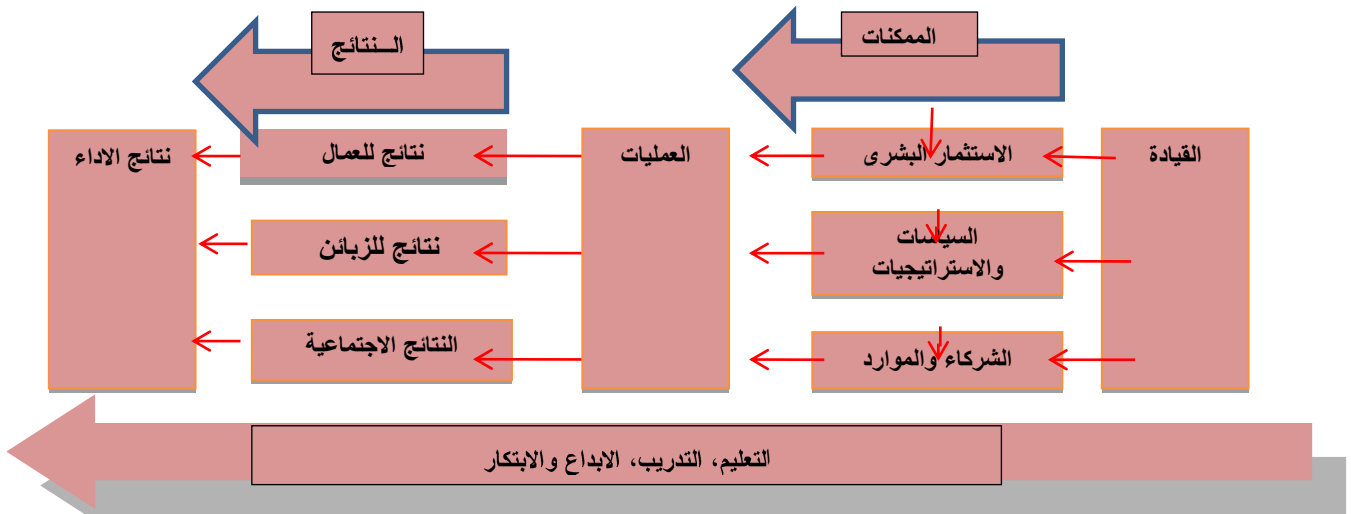 الممكنات
الـــنتائج
القيادة
الاستثمار البشرى
العمليات
نتائج للعمال
نتائج الاداء
السياسات
والاستراتيجيات
نتائج للزبائن
الشركاء والموارد
النتائج الاجتماعية
التعليم، التدريب، الابداع والابتكار